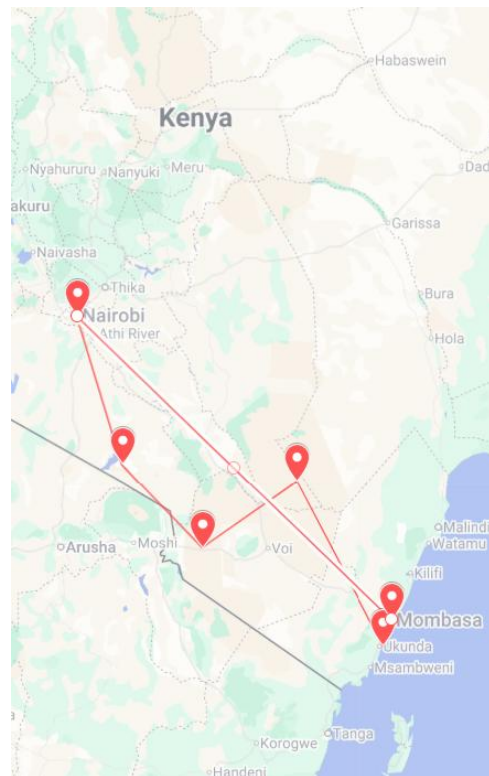 Habaswein
Kenya
Nyahururu
Nanyuki
Meru
Dad
akuru
Garissa
Naivasha
Thika
Bura
Nairobi
Athi River
Hola
Malindi
Watamu
Arusha
Moshi
Voi
Kilifi
Mombasa
Ukunda
Msambweni
Tanga
Korogwe
Handeni